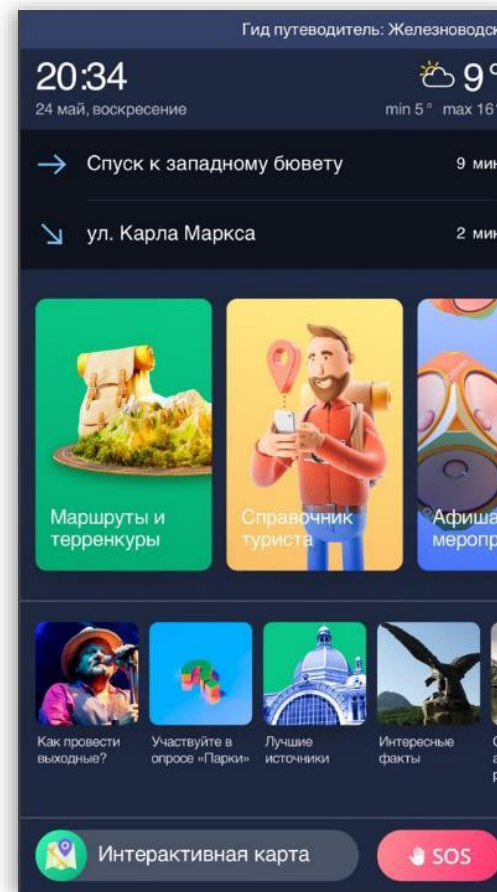 Гид путеводитель: Железноводск
20:34
9°
24 май, воскресение
min 5° max 16°
Спуск к западному бювету
9 мин
ул. Карла Маркса
2 мин
Маршруты и
терренкуры
Справочник
туриста
Афиша
меропр
Как провести
выходные?
Участвуйте в
опросе «Парки»
Лучшие
источники
Интересные
факты
Интерактивная карта
SOS